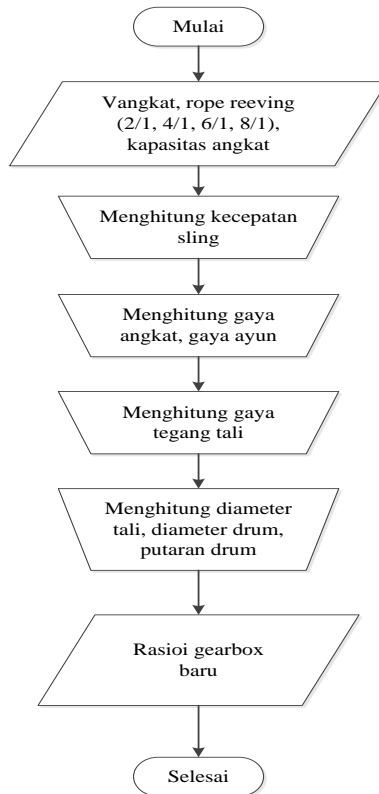 Mulai
Vangkat, rope reeving
(2/1, 4/1, 6/1, 8/1),
kapasitas angkat
Menghitung kecepatan
sling
Menghitung gaya
angkat, gaya ayun
Menghitung gaya
tegang tali
Menghitung diameter
tali, diameter drum,
putaran drum
Rasioi gearbox
baru
Selesai